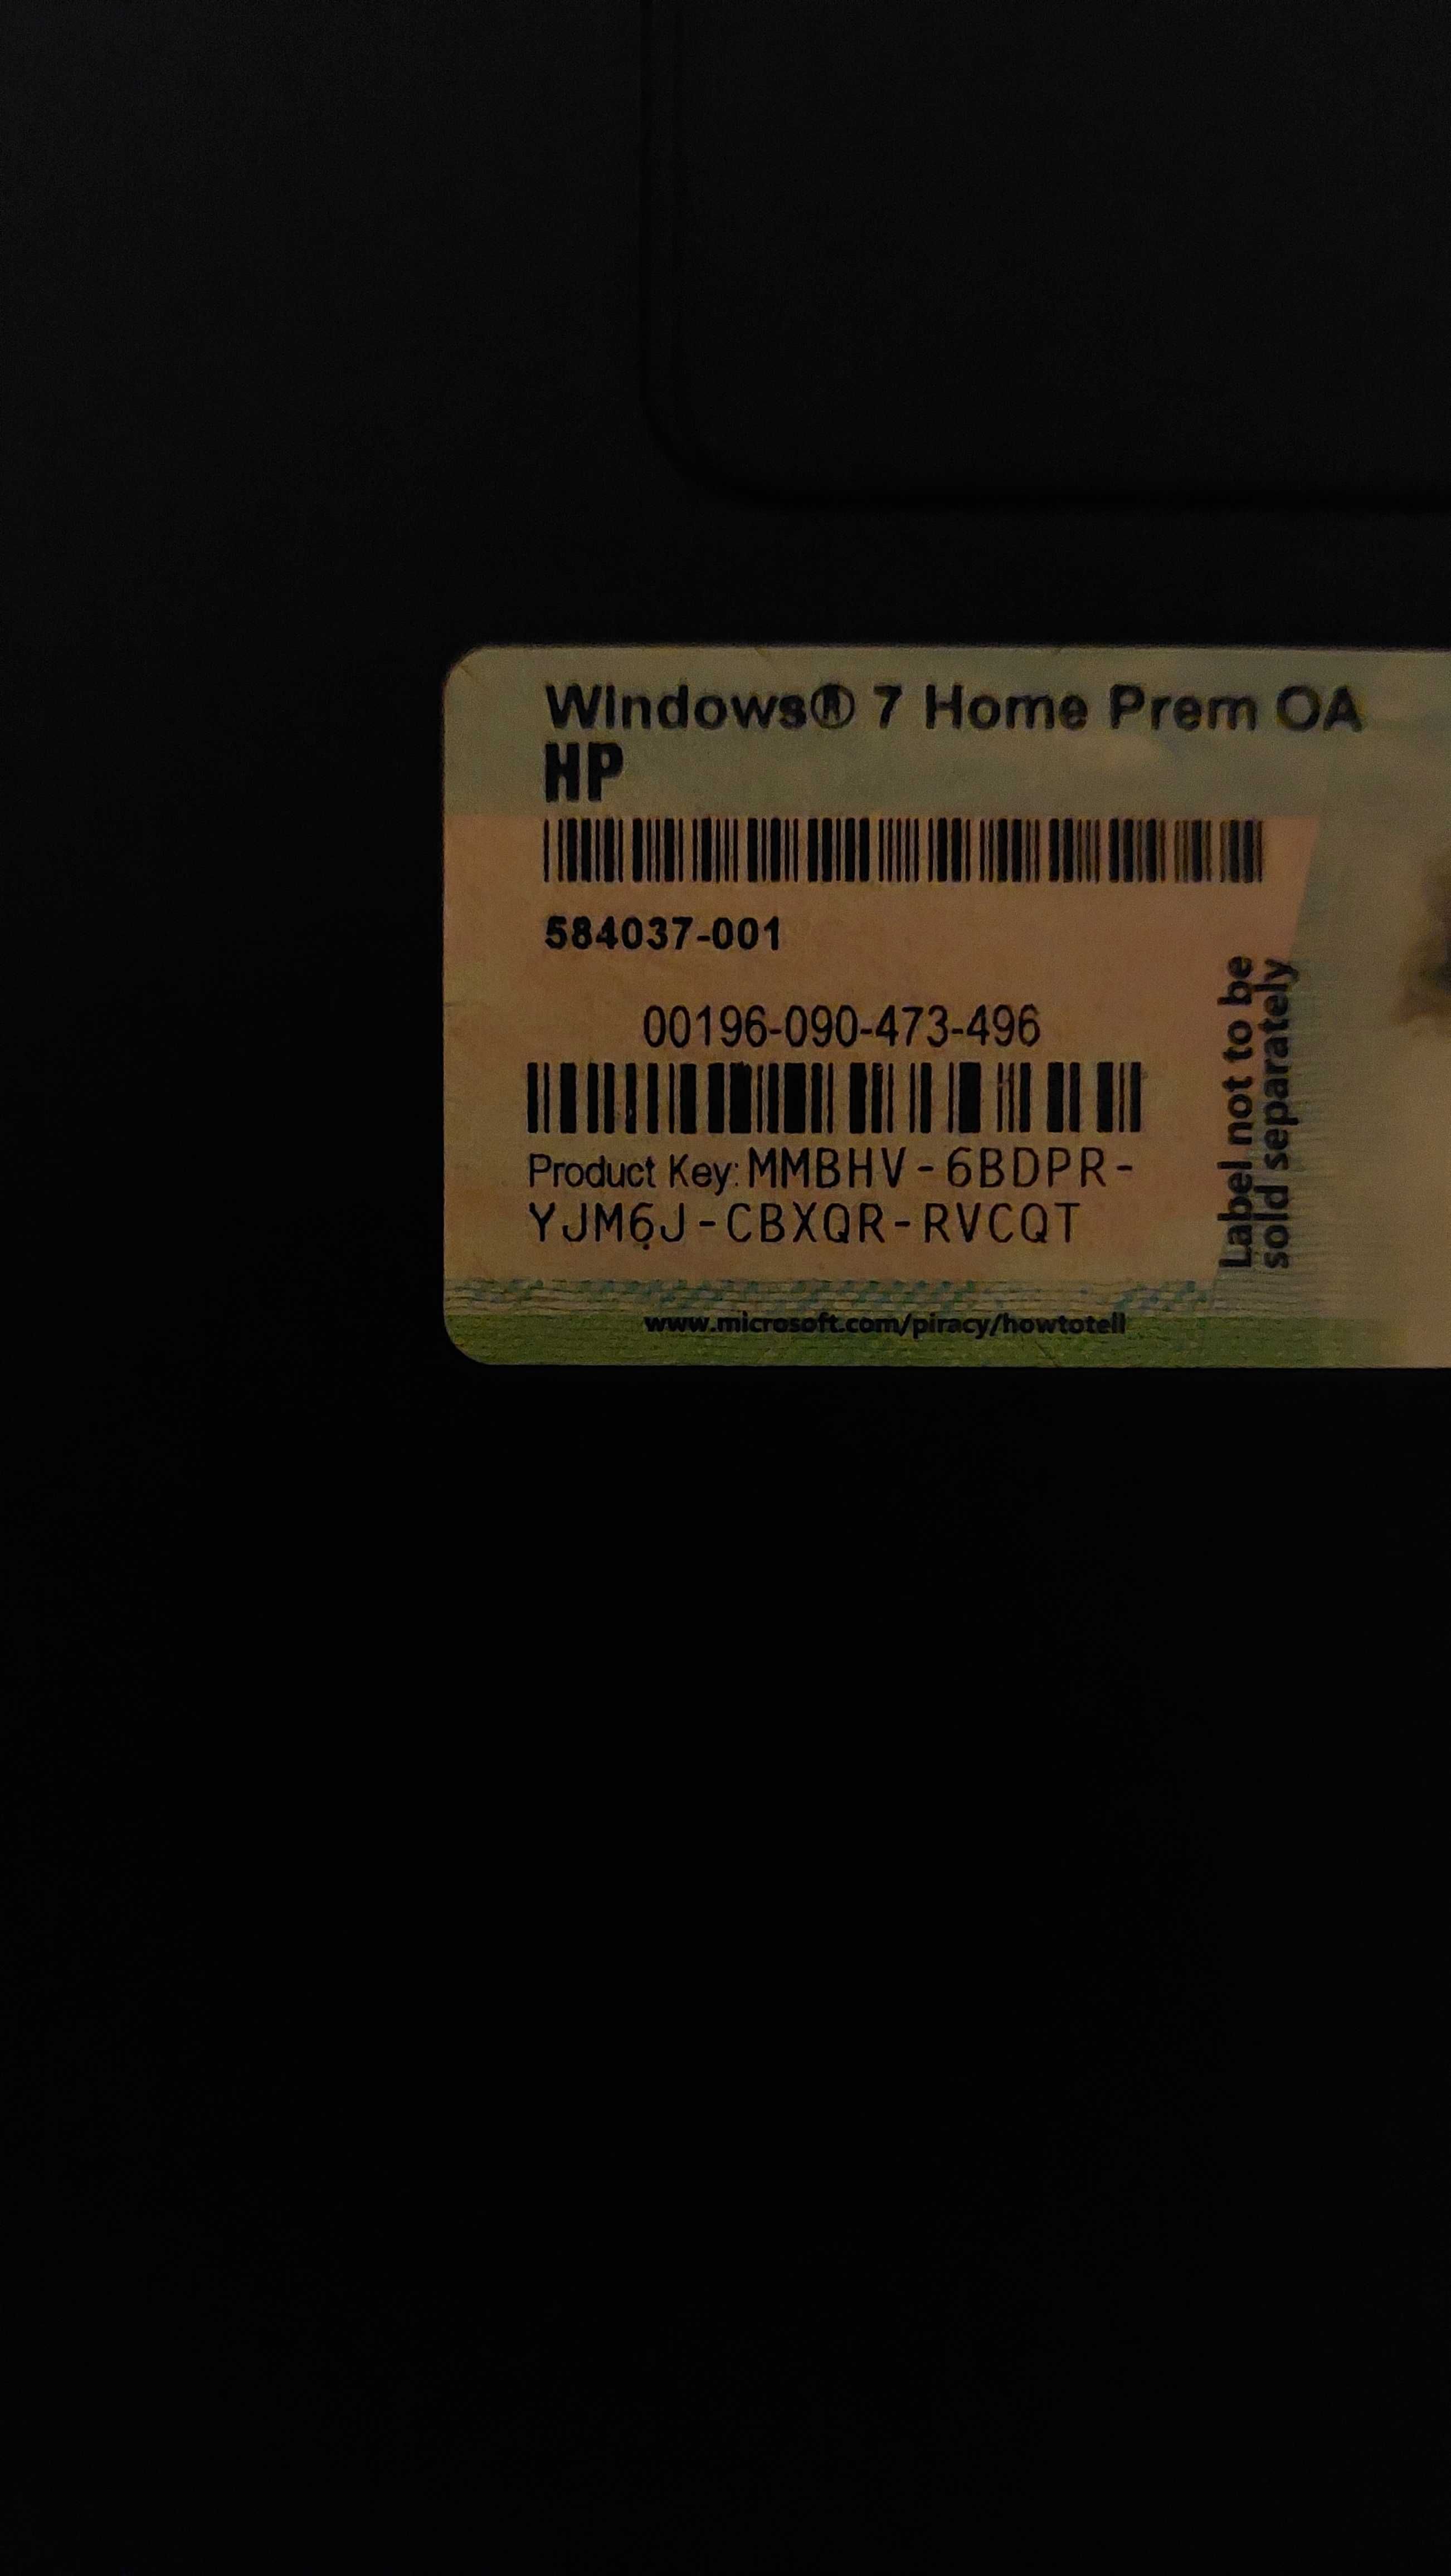 Windows® 7 Home Prem OA
HP
584037-001
00196-090-473-496
Product Key: MMBHV-6BDPR-
YJM6J-CBXQR-RVCQT
Label not to be
sold separately
www.microsoft.com/piracy/howtotell